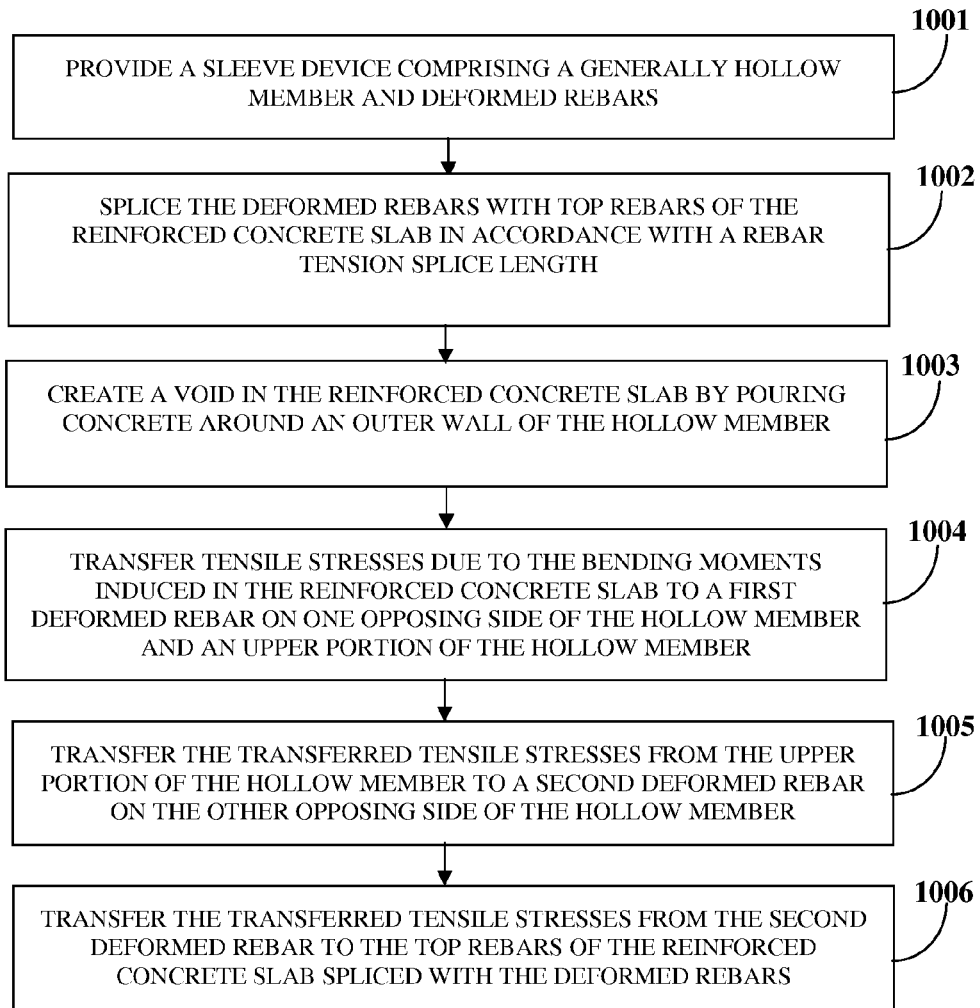 1001
PROVIDE A SLEEVE DEVICE COMPRISING A GENERALLY HOLLOW
MEMBER AND DEFORMED REBARS
1002
SPLICE THE DEFORMED REBARS WITH TOP REBARS OF THE
REINFORCED CONCRETE SLAB IN ACCORDANCE WITH A REBAR
TENSION SPLICE LENGTH
1003
CREATE A VOID IN THE REINFORCED CONCRETE SLAB BY POURING
CONCRETE AROUND AN OUTER WALL OF THE HOLLOW MEMBER
1004
TRANSFER TENSILE STRESSES DUE TO THE BENDING MOMENTS
INDUCED IN THE REINFORCED CONCRETE SLAB TO A FIRST
DEFORMED REBAR ON ONE OPPOSING SIDE OF THE HOLLOW MEMBER
AND AN UPPER PORTION OF THE HOLLOW MEMBER
1005
TRANSFER THE TRANSFERRED TENSILE STRESSES FROM THE UPPER
PORTION OF THE HOLLOW MEMBER TO A SECOND DEFORMED REBAR
ON THE OTHER OPPOSING SIDE OF THE HOLLOW MEMBER
1006
TRANSFER THE TRANSFERRED TENSILE STRESSES FROM THE SECOND
DEFORMED REBAR TO THE TOP REBARS OF THE REINFORCED
CONCRETE SLAB SPLICED WITH THE DEFORMED REBARS